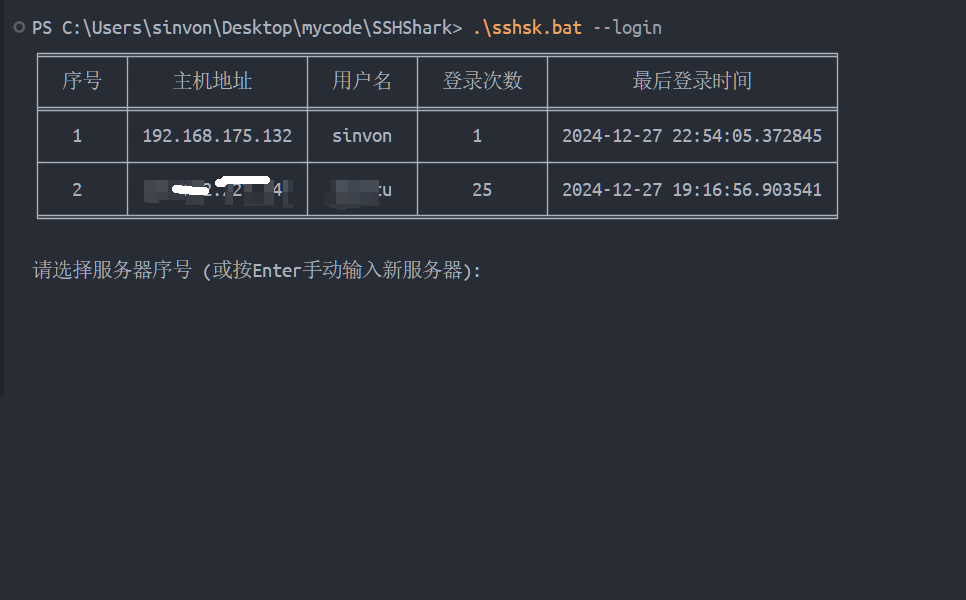 PS C:\Users\sinvon\Desktop\mycode\SSHShark> .\sshsk.bat --login
序号 主机地址 用户名 登录次数 最后登录时间
1 192.168.175.132 sinvon 1 2024-12-27 22:54:05.372845
2 25 2024-12-27 19:16:56.903541
请选择服务器序号 (或按Enter手动输入新服务器):